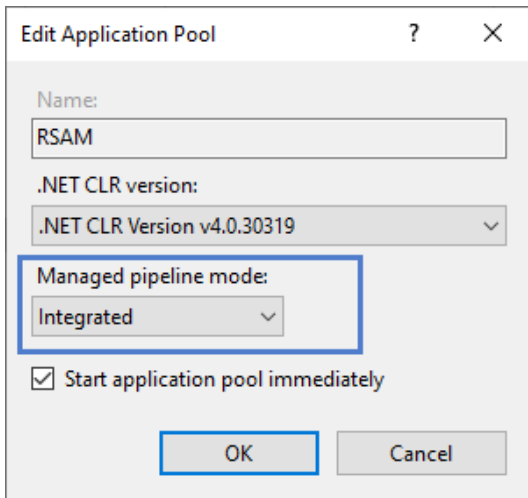 Edit Application Pool ? X
Name:
RSAM
.NET CLR version:
.NET CLR Version v4.0.30319
Managed pipeline mode:
Integrated
Start application pool immediately
OK Cancel